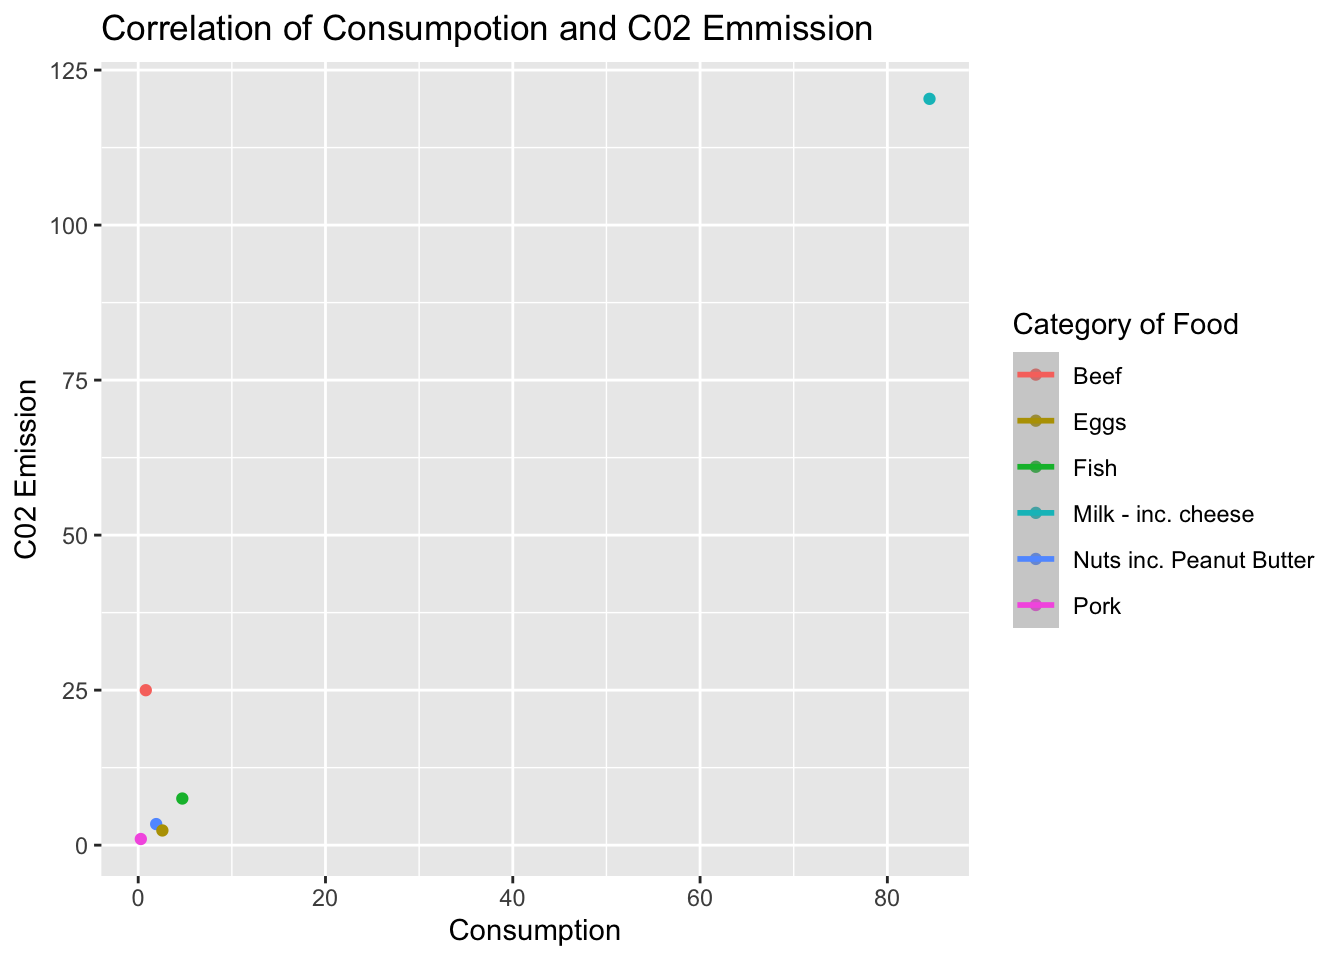 Correlation of Consumpotion and C02 Emmission
125
100
75
50
25
0
C02 Emission
0 20 40 60 80
Consumption
Category of Food
Beef
Eggs
Fish
Milk - inc. cheese
Nuts inc. Peanut Butter
Pork